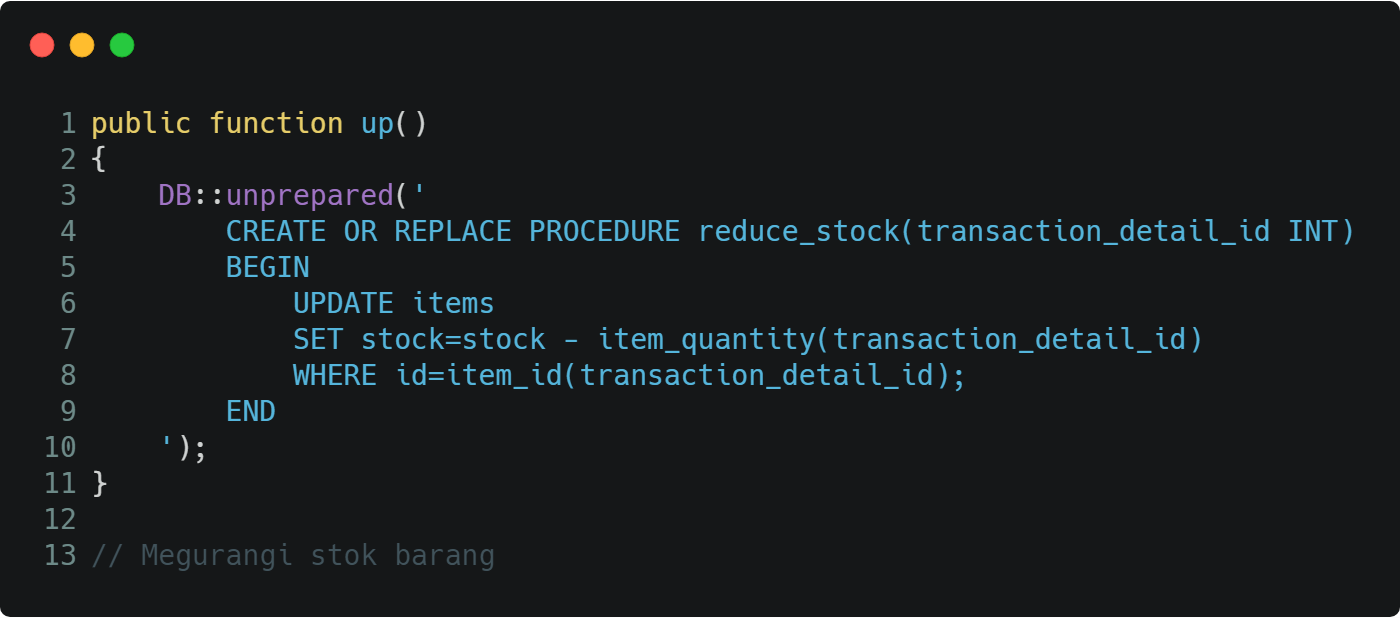 1 public function up()
2 {
3     DB::unprepared('
4         CREATE OR REPLACE PROCEDURE reduce_stock(transaction_detail_id INT)
5         BEGIN
6             UPDATE items
7             SET stock=stock - item_quantity(transaction_detail_id)
8             WHERE id=item_id(transaction_detail_id);
9         END
10     ');
11 }
12
13 // Megurangi stok barang